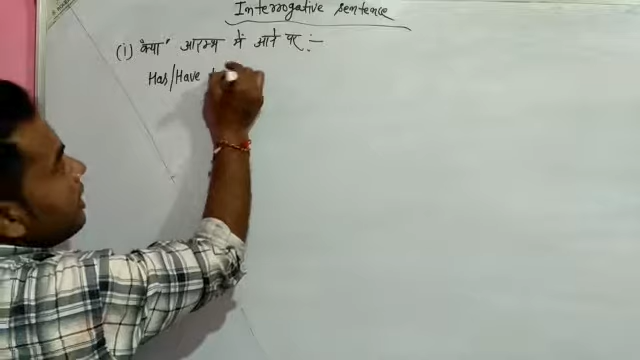 Interrogative sentence
(i) "क्या" आरम्भ में आने पर :-
Has/Have